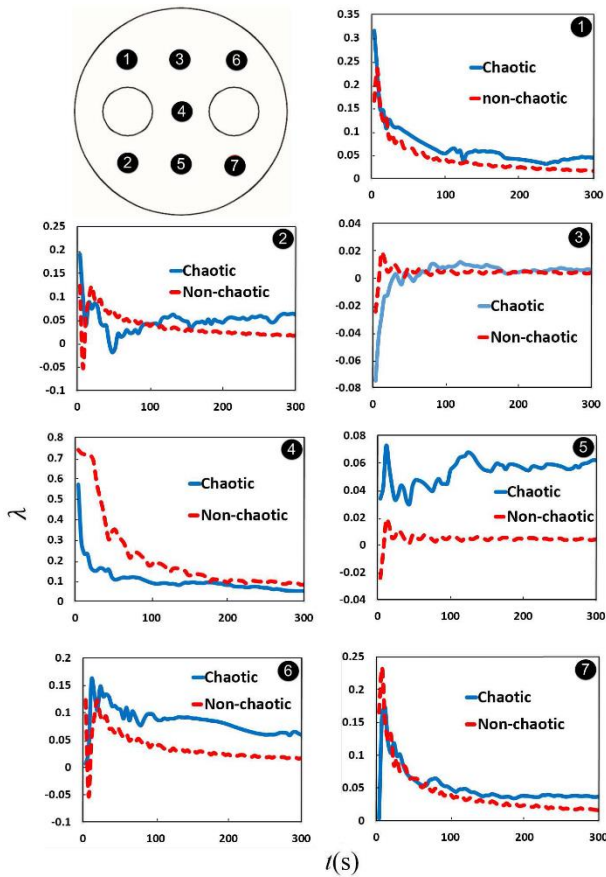 1 3 6
4
2 5 7
1
0.35
0.3
0.25
0.2
0.15
0.1
0.05
0
Chaotic
non-chaotic
0 100 200 300
2
0.25
0.2
0.15
0.1
0.05
0
-0.05
-0.1
Chaotic
Non-chaotic
0 100 200 300
3
0.04
0.02
0
-0.02
-0.04
-0.06
-0.08
Chaotic
Non-chaotic
0 100 200 300
4
0.8
0.7
0.6
0.5
0.4
0.3
0.2
0.1
0
Chaotic
Non-chaotic
0 100 200 300
5
0.08
0.06
0.04
0.02
0
-0.02
-0.04
Chaotic
Non-chaotic
0 100 200 300
λ
6
0.2
0.15
0.1
0.05
0
-0.05
-0.1
Chaotic
Non-chaotic
0 100 200 300
7
0.25
0.2
0.15
0.1
0.05
0
Chaotic
Non-chaotic
0 100 200 300
t(s)